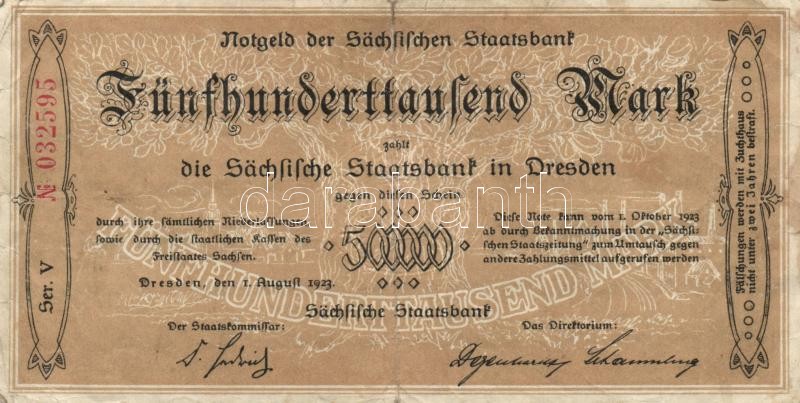 Notgeld der Sächsischen Staatsbank
Fünfhunderttausend Mark
zahlt
die Sächsische Staatsbank in Dresden
gegen diesen Schein
durch ihre sämtlichen Niederlassungen
sowie durch die staatlichen Kassen des
Freistaates Sachsen.
500000
Diese Note kann vom 1. Oktober 1923
ab durch Bekanntmachung in der „Sächsi-
schen Staatszeitung" zum Umtausch gegen
andere Zahlungsmittel aufgerufen werden
Dresden, den 1. August 1923.
Sächsische Staatsbank
Der Staatskommissar:
Das Direktorium:
Degenhardt
№ 032595
Ser. V
Fälschungen werden mit Zuchthaus
nicht unter zwei Jahren bestraft.
FÜNFHUNDERTTAUSEND MARK
darabanth